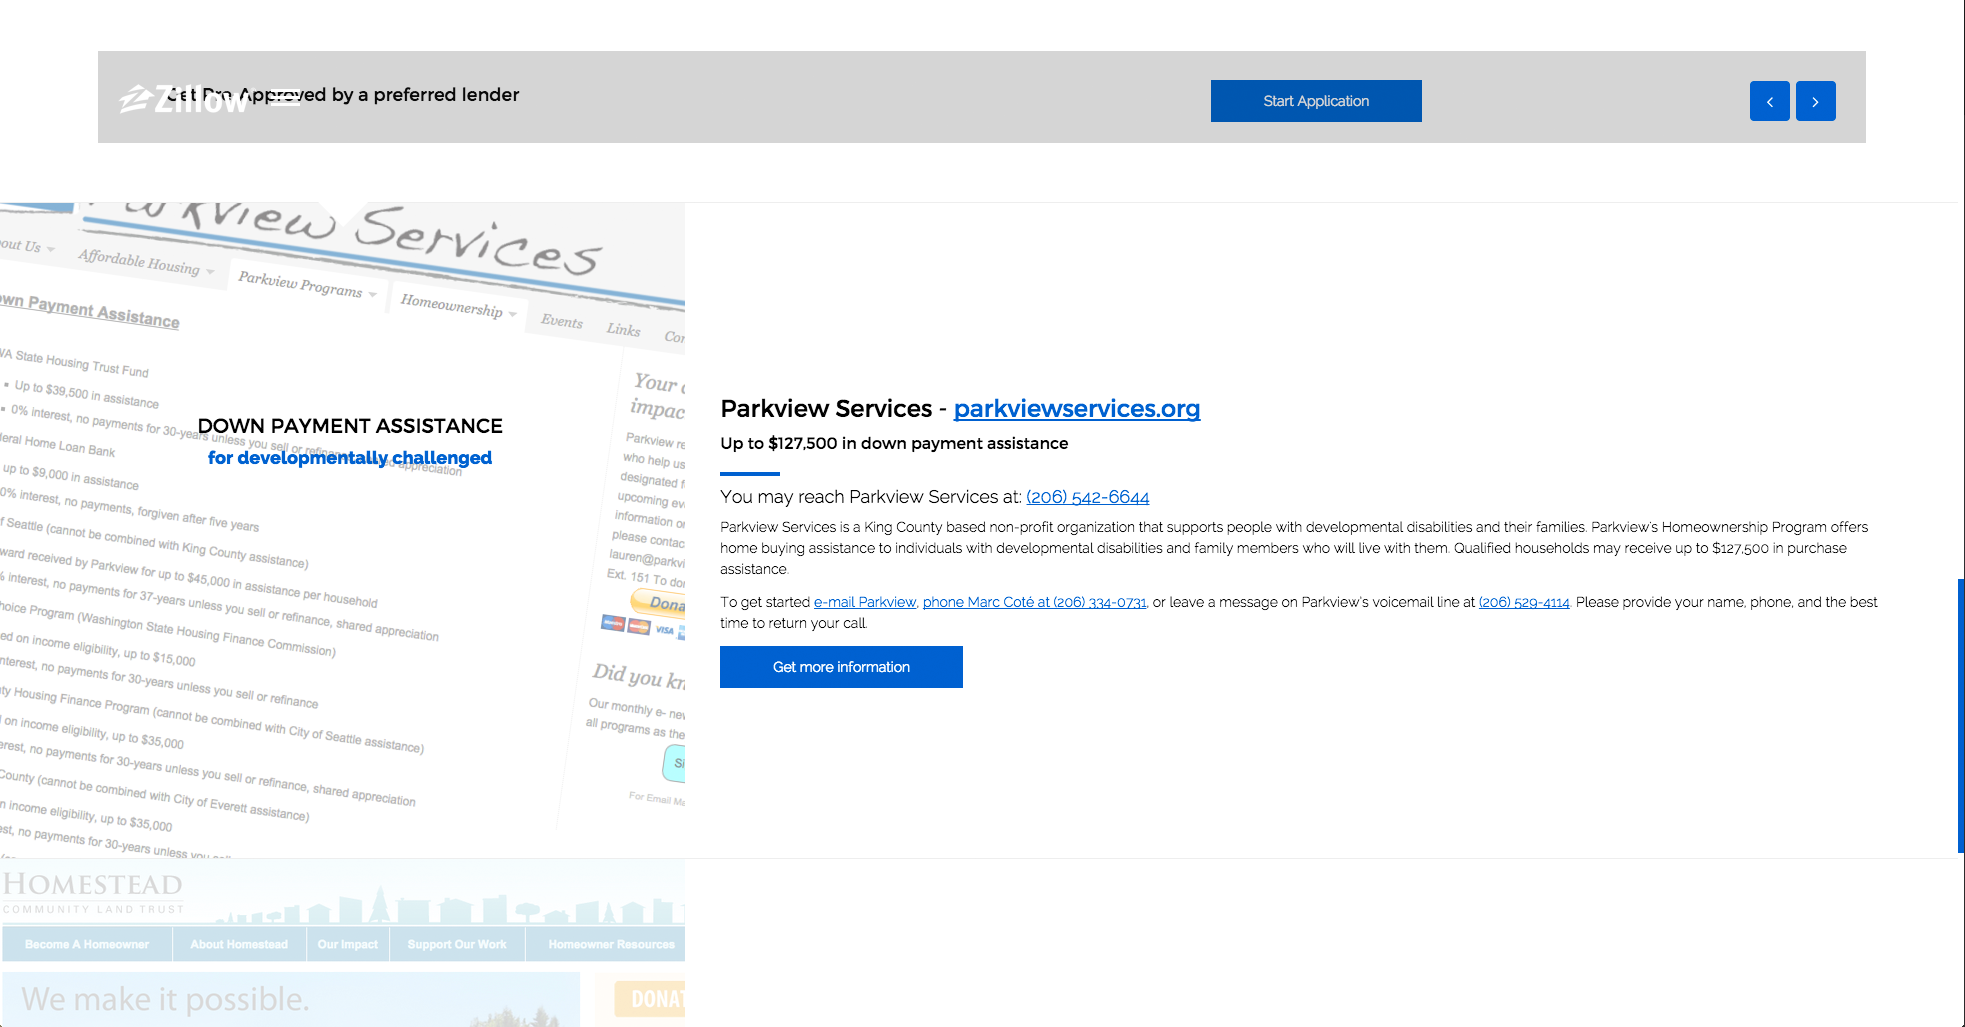 Zillow
Get Pre-Approved by a preferred lender
Start Application
Parkview Services
About Us
Affordable Housing
Parkview Programs
Homeownership
Events
Links
Down Payment Assistance
WA State Housing Trust Fund
Up to $39,500 in assistance
0% interest, no payments for 30-years unless you sell or refinance, shared appreciation
Federal Home Loan Bank
up to $9,000 in assistance
0% interest, no payments, forgiven after five years
of Seattle (cannot be combined with King County assistance)
award received by Parkview for up to $45,000 in assistance per household
interest, no payments for 37-years unless you sell or refinance, shared appreciation
Choice Program (Washington State Housing Finance Commission)
on income eligibility, up to $15,000
interest, no payments for 30-years unless you sell or refinance
Housing Finance Program (cannot be combined with City of Seattle assistance)
on income eligibility, up to $35,000
interest, no payments for 30-years unless you sell or refinance, shared appreciation
County (cannot be combined with City of Everett assistance)
on income eligibility, up to $35,000
no payments for 30-years unless you
Your
impac
Parkview re
who help us
designated
upcoming ev
information or
please contac
lauren@parkvi
Ext. 151 To do
Dona
VISA
Did you kn
Our monthly e- new
all programs as the
Si
For Email Ma
DOWN PAYMENT ASSISTANCE
for developmentally challenged
Parkview Services - parkviewservices.org
Up to $127,500 in down payment assistance
You may reach Parkview Services at: (206) 542-6644
Parkview Services is a King County based non-profit organization that supports people with developmental disabilities and their families. Parkview's Homeownership Program offers
home buying assistance to individuals with developmental disabilities and family members who will live with them. Qualified households may receive up to $127,500 in purchase
assistance.
To get started e-mail Parkview, phone Marc Coté at (206) 334-0731, or leave a message on Parkview's voicemail line at (206) 529-4114. Please provide your name, phone, and the best
time to return your call.
Get more information
HOMESTEAD
COMMUNITY LAND TRUST
Become A Homeowner
About Homestead
Our Impact
Support Our Work
Homeowner Resources
We make it possible.
DONAT